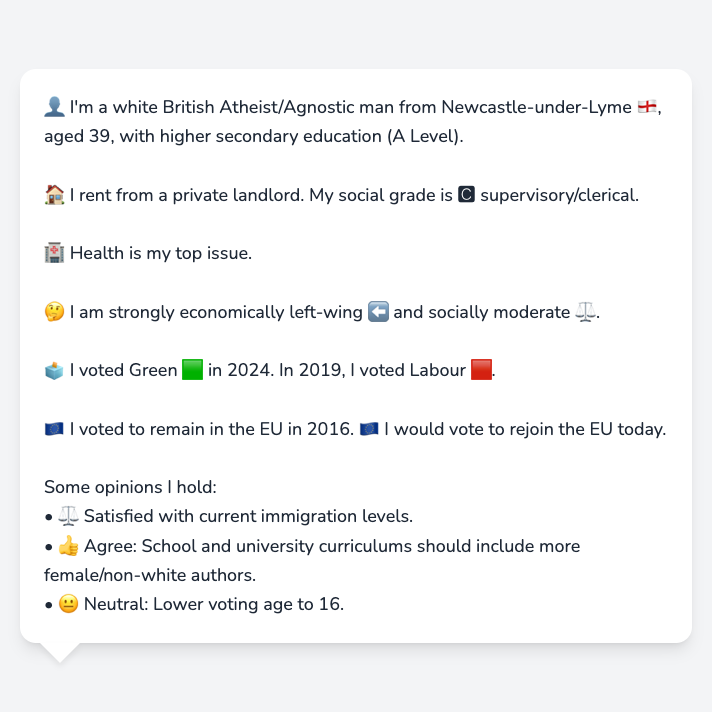 👤 I'm a white British Atheist/Agnostic man from Newcastle-under-Lyme 🏴󠁧󠁢󠁥󠁮󠁧󠁿,
aged 39, with higher secondary education (A Level).
🏠 I rent from a private landlord. My social grade is 🅲 supervisory/clerical.
🏥 Health is my top issue.
🤔 I am strongly economically left-wing ⬅️ and socially moderate ⚖️.
🗳️ I voted Green 🟩 in 2024. In 2019, I voted Labour 🟥.
🇪🇺 I voted to remain in the EU in 2016. 🇪🇺 I would vote to rejoin the EU today.
Some opinions I hold:
• ⚖️ Satisfied with current immigration levels.
• 👍 Agree: School and university curriculums should include more
female/non-white authors.
• 😐 Neutral: Lower voting age to 16.